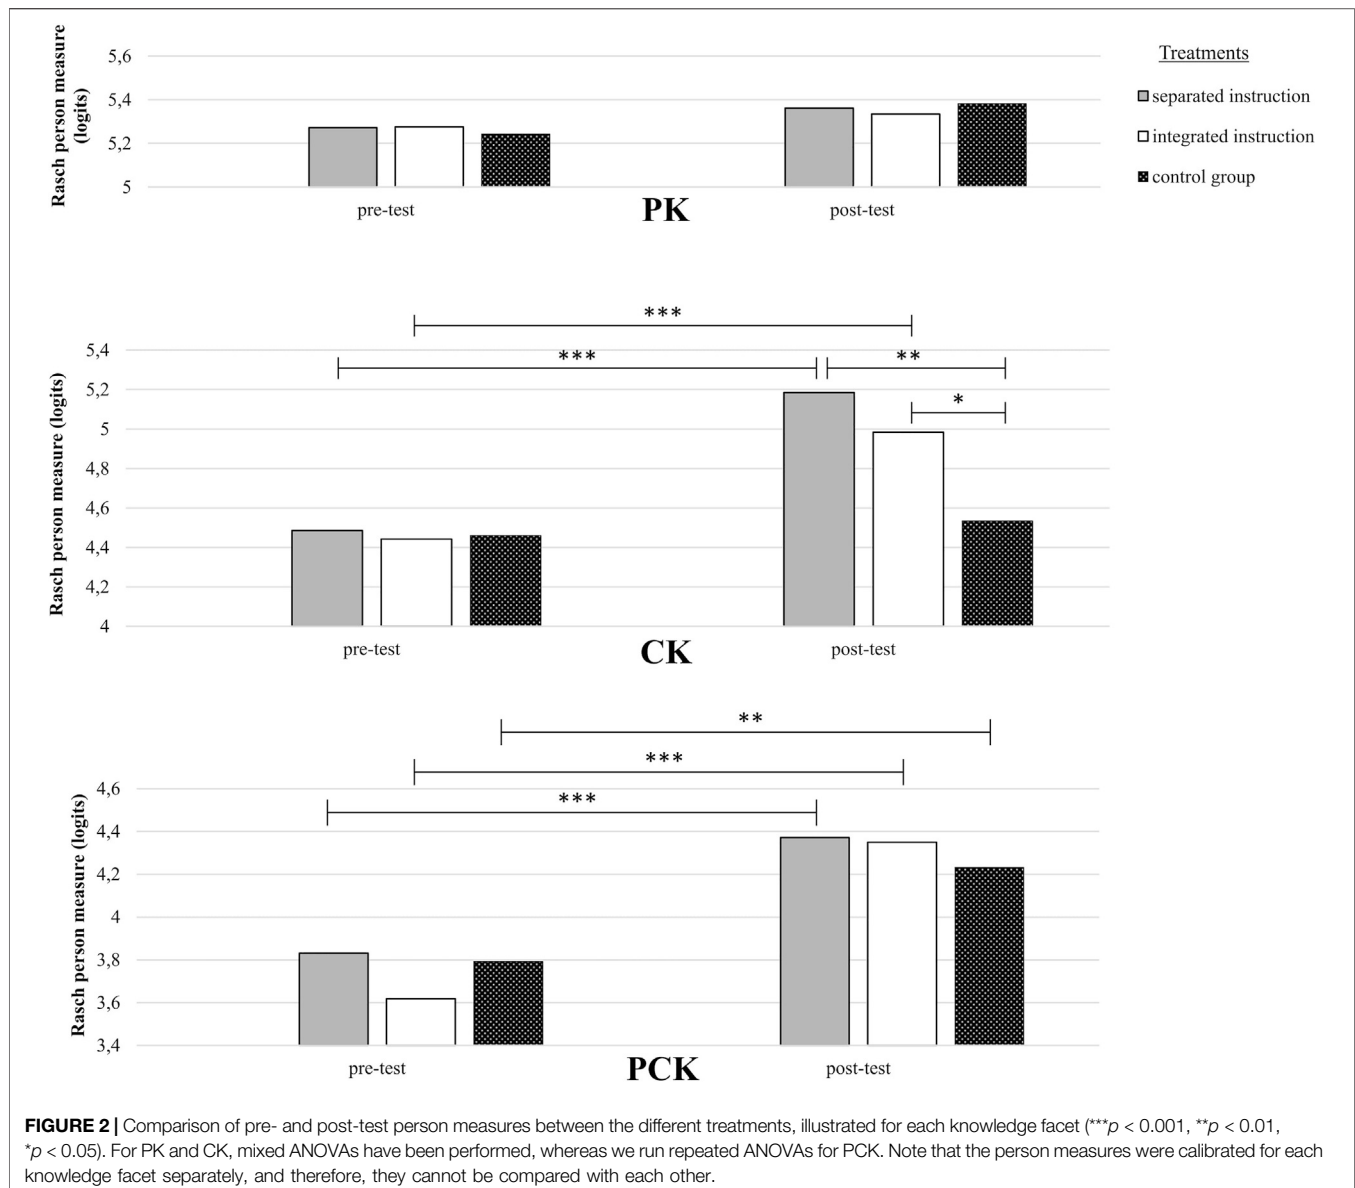 Rasch person measure
(logits)
5,6
5,4
5,2
5
pre-test
PK
post-test
Treatments
separated instruction
integrated instruction
control group
***
***
**
*
Rasch person measure (logits)
5,4
5,2
5
4,8
4,6
4,4
4,2
4
pre-test
CK
post-test
**
***
***
Rasch person measure (logits)
4,6
4,4
4,2
4
3,8
3,6
3,4
pre-test
PCK
post-test
FIGURE 2 | Comparison of pre- and post-test person measures between the different treatments, illustrated for each knowledge facet (***p < 0.001, **p < 0.01,
*p < 0.05). For PK and CK, mixed ANOVAs have been performed, whereas we run repeated ANOVAs for PCK. Note that the person measures were calibrated for each
knowledge facet separately, and therefore, they cannot be compared with each other.